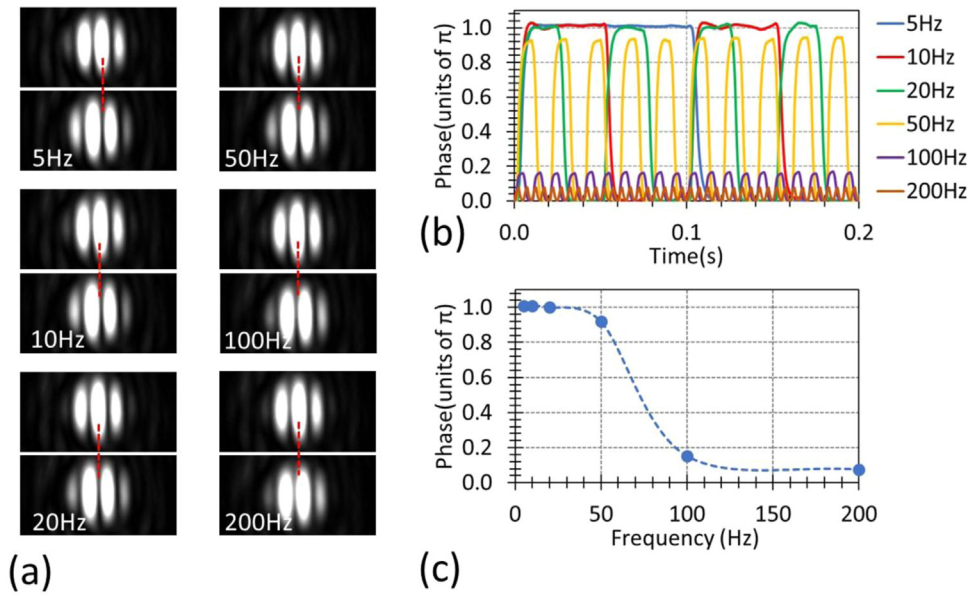 5Hz
50Hz
10Hz
100Hz
20Hz
200Hz
(a)
Phase(units of π)
1.0
0.8
0.6
0.4
0.2
0.0
0.0 0.1 0.2
Time(s)
5Hz
10Hz
20Hz
50Hz
100Hz
200Hz
(b)
Phase(units of π)
1.0
0.8
0.6
0.4
0.2
0.0
0 50 100 150 200
Frequency (Hz)
(c)